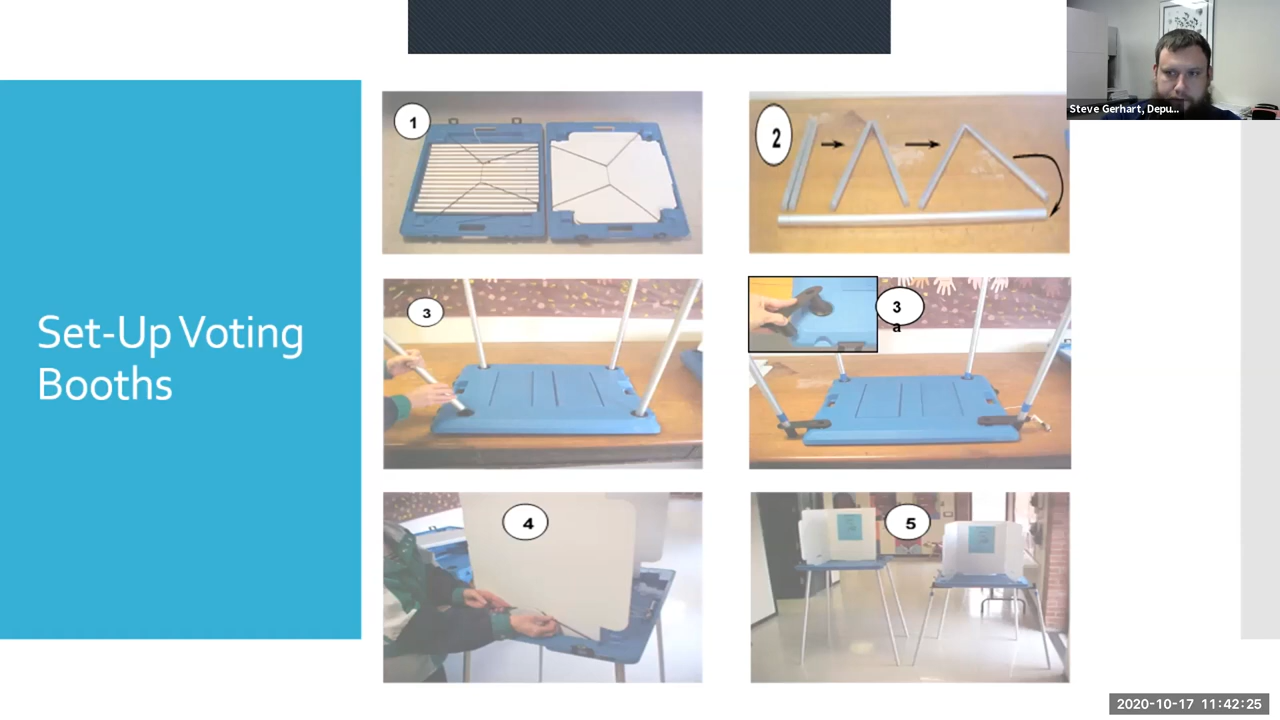 Steve Gerhart, Depu...
1
2
3
3
a
Set-Up Voting
Booths
4
5
2020-10-17 11:42:25